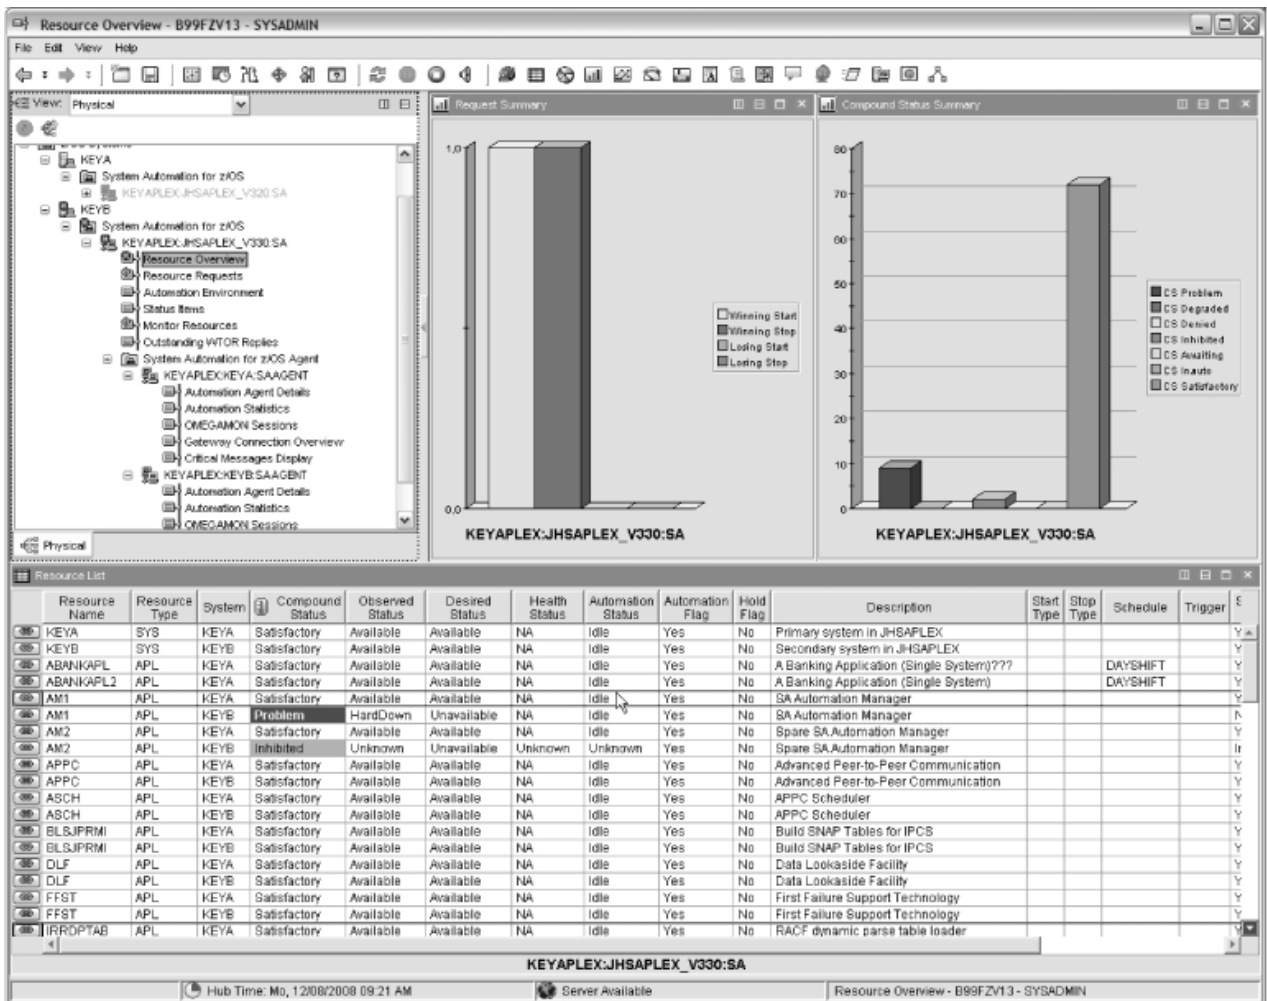 Resource Overview - B99FZV13 - SYSADMIN
File Edit View Help
View: Physical
KEYA
System Automation for z/OS
KEYAPLEX:JHSAPLEX_V320:SA
KEYB
System Automation for z/OS
KEYAPLEX:JHSAPLEX_V330:SA
Resource Overview
Resource Requests
Automation Environment
Status Items
Monitor Resources
Outstanding WTOR Replies
System Automation for z/OS Agent
KEYAPLEX:KEYA:SAAGENT
Automation Agent Details
Automation Statistics
OMEGAMON Sessions
Gateway Connection Overview
Critical Messages Display
KEYAPLEX:KEYB:SAAGENT
Automation Agent Details
Automation Statistics
OMEGAMON Sessions
Physical
Request Summary
1,0
0,0
Winning Start
Winning Stop
Losing Start
Losing Stop
KEYAPLEX:JHSAPLEX_V330:SA
Compound Status Summary
80
70
60
50
40
30
20
10
0
CS Problem
CS Degraded
CS Denied
CS Inhibited
CS Awaiting
CS Inauto
CS Satisfactory
KEYAPLEX:JHSAPLEX_V330:SA
Resource List
Resource Name Resource Type System Compound Status Observed Status Desired Status Health Status Automation Status Automation Flag Hold Flag Description Start Type Stop Type Schedule Trigger
KEYA SYS KEYA Satisfactory Available Available NA Idle Yes No Primary system in JHSAPLEX
KEYB SYS KEYB Satisfactory Available Available NA Idle Yes No Secondary system in JHSAPLEX
ABANKAPL APL KEYA Satisfactory Available Available NA Idle Yes No A Banking Application (Single System)??? DAYSHIFT
ABANKAPL2 APL KEYA Satisfactory Available Available NA Idle Yes No A Banking Application (Single System) DAYSHIFT
AM1 APL KEYA Satisfactory Available Available NA Idle Yes No SA Automation Manager
AM1 APL KEYB Problem HardDown Unavailable NA Idle Yes No SA Automation Manager
AM2 APL KEYA Satisfactory Available Available NA Idle Yes No Spare SA Automation Manager
AM2 APL KEYB Inhibited Unknown Unavailable Unknown Unknown Yes No Spare SA Automation Manager
APPC APL KEYA Satisfactory Available Available NA Idle Yes No Advanced Peer-to-Peer Communication
APPC APL KEYB Satisfactory Available Available NA Idle Yes No Advanced Peer-to-Peer Communication
ASCH APL KEYA Satisfactory Available Available NA Idle Yes No APPC Scheduler
ASCH APL KEYB Satisfactory Available Available NA Idle Yes No APPC Scheduler
BLSJPRMI APL KEYA Satisfactory Available Available NA Idle Yes No Build SNAP Tables for IPCS
BLSJPRMI APL KEYB Satisfactory Available Available NA Idle Yes No Build SNAP Tables for IPCS
DLF APL KEYA Satisfactory Available Available NA Idle Yes No Data Lookaside Facility
DLF APL KEYB Satisfactory Available Available NA Idle Yes No Data Lookaside Facility
FFST APL KEYA Satisfactory Available Available NA Idle Yes No First Failure Support Technology
FFST APL KEYB Satisfactory Available Available NA Idle Yes No First Failure Support Technology
IRRDPTAB APL KEYA Satisfactory Available Available NA Idle Yes No RACF dynamic parse table loader
KEYAPLEX:JHSAPLEX_V330:SA
Hub Time: Mo, 12/08/2008 09:21 AM
Server Available
Resource Overview - B99FZV13 - SYSADMIN